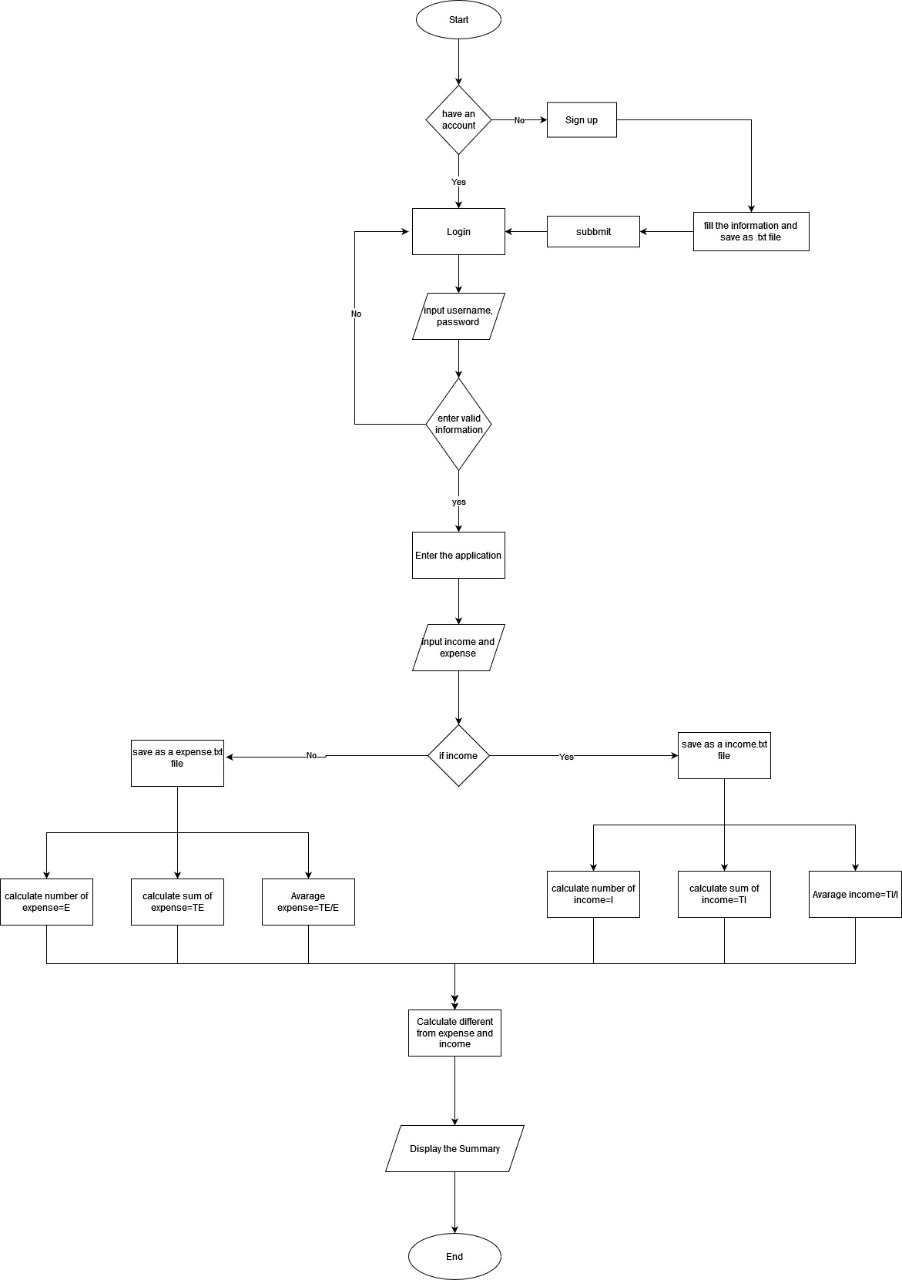 Start
have an
account
No
Sign up
Yes
Login
subbmit
fill the information and
save as .txt file
No
input username,
password
enter valid
information
yes
Enter the application
input income and
expense
if income
No
Yes
save as a expense.txt
file
save as a income.txt
file
calculate number of
expense=E
calculate sum of
expense=TE
Avarage
expense=TE/E
calculate number of
income=I
calculate sum of
income=TI
Avarage income=TI/I
Calculate different
from expense and
income
Display the Summary
End